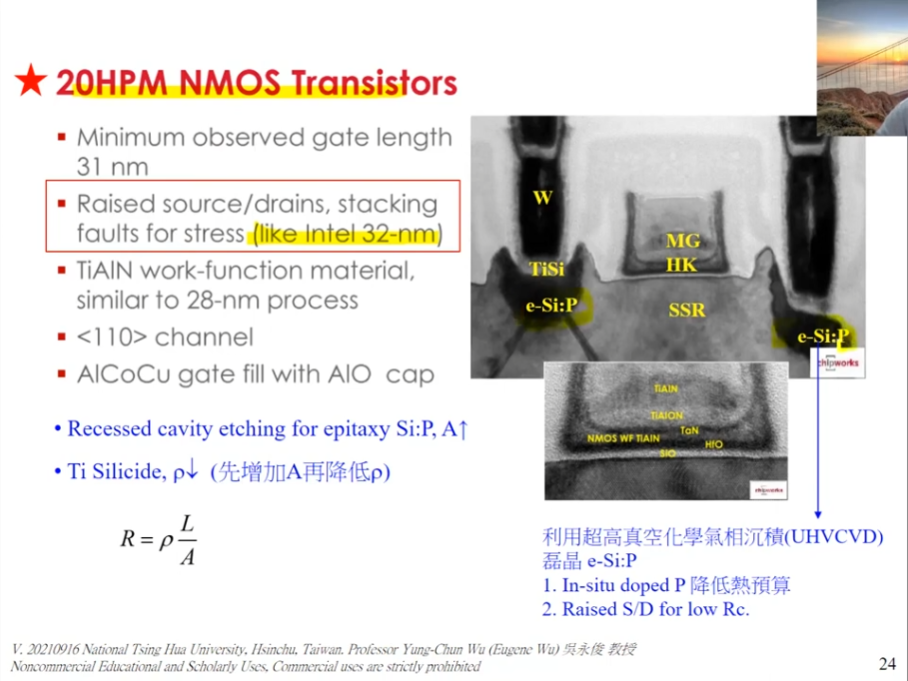 ★ 20HPM NMOS Transistors
▪ Minimum observed gate length
31 nm
▪ Raised source/drains, stacking
faults for stress (like Intel 32-nm)
▪ TiAlN work-function material,
similar to 28-nm process
▪ <110> channel
▪ AlCoCu gate fill with AlO cap
• Recessed cavity etching for epitaxy Si:P, A↑
• Ti Silicide, ρ↓ (先增加A再降低ρ)
R = ρ L/A
W
MG
HK
TiSi
e-Si:P
SSR
e-Si:P
chipworks
TiAlN
TiAlON
TaN
NMOS WF TiAlN
HfO
SiO
chipworks
利用超高真空化學氣相沉積(UHVCVD)
磊晶 e-Si:P
1. In-situ doped P 降低熱預算
2. Raised S/D for low Rc.
V. 20210916 National Tsing Hua University, Hsinchu, Taiwan. Professor Yung-Chun Wu (Eugene Wu) 吳永俊 教授
Noncommercial Educational and Scholarly Uses, Commercial uses are strictly prohibited
24